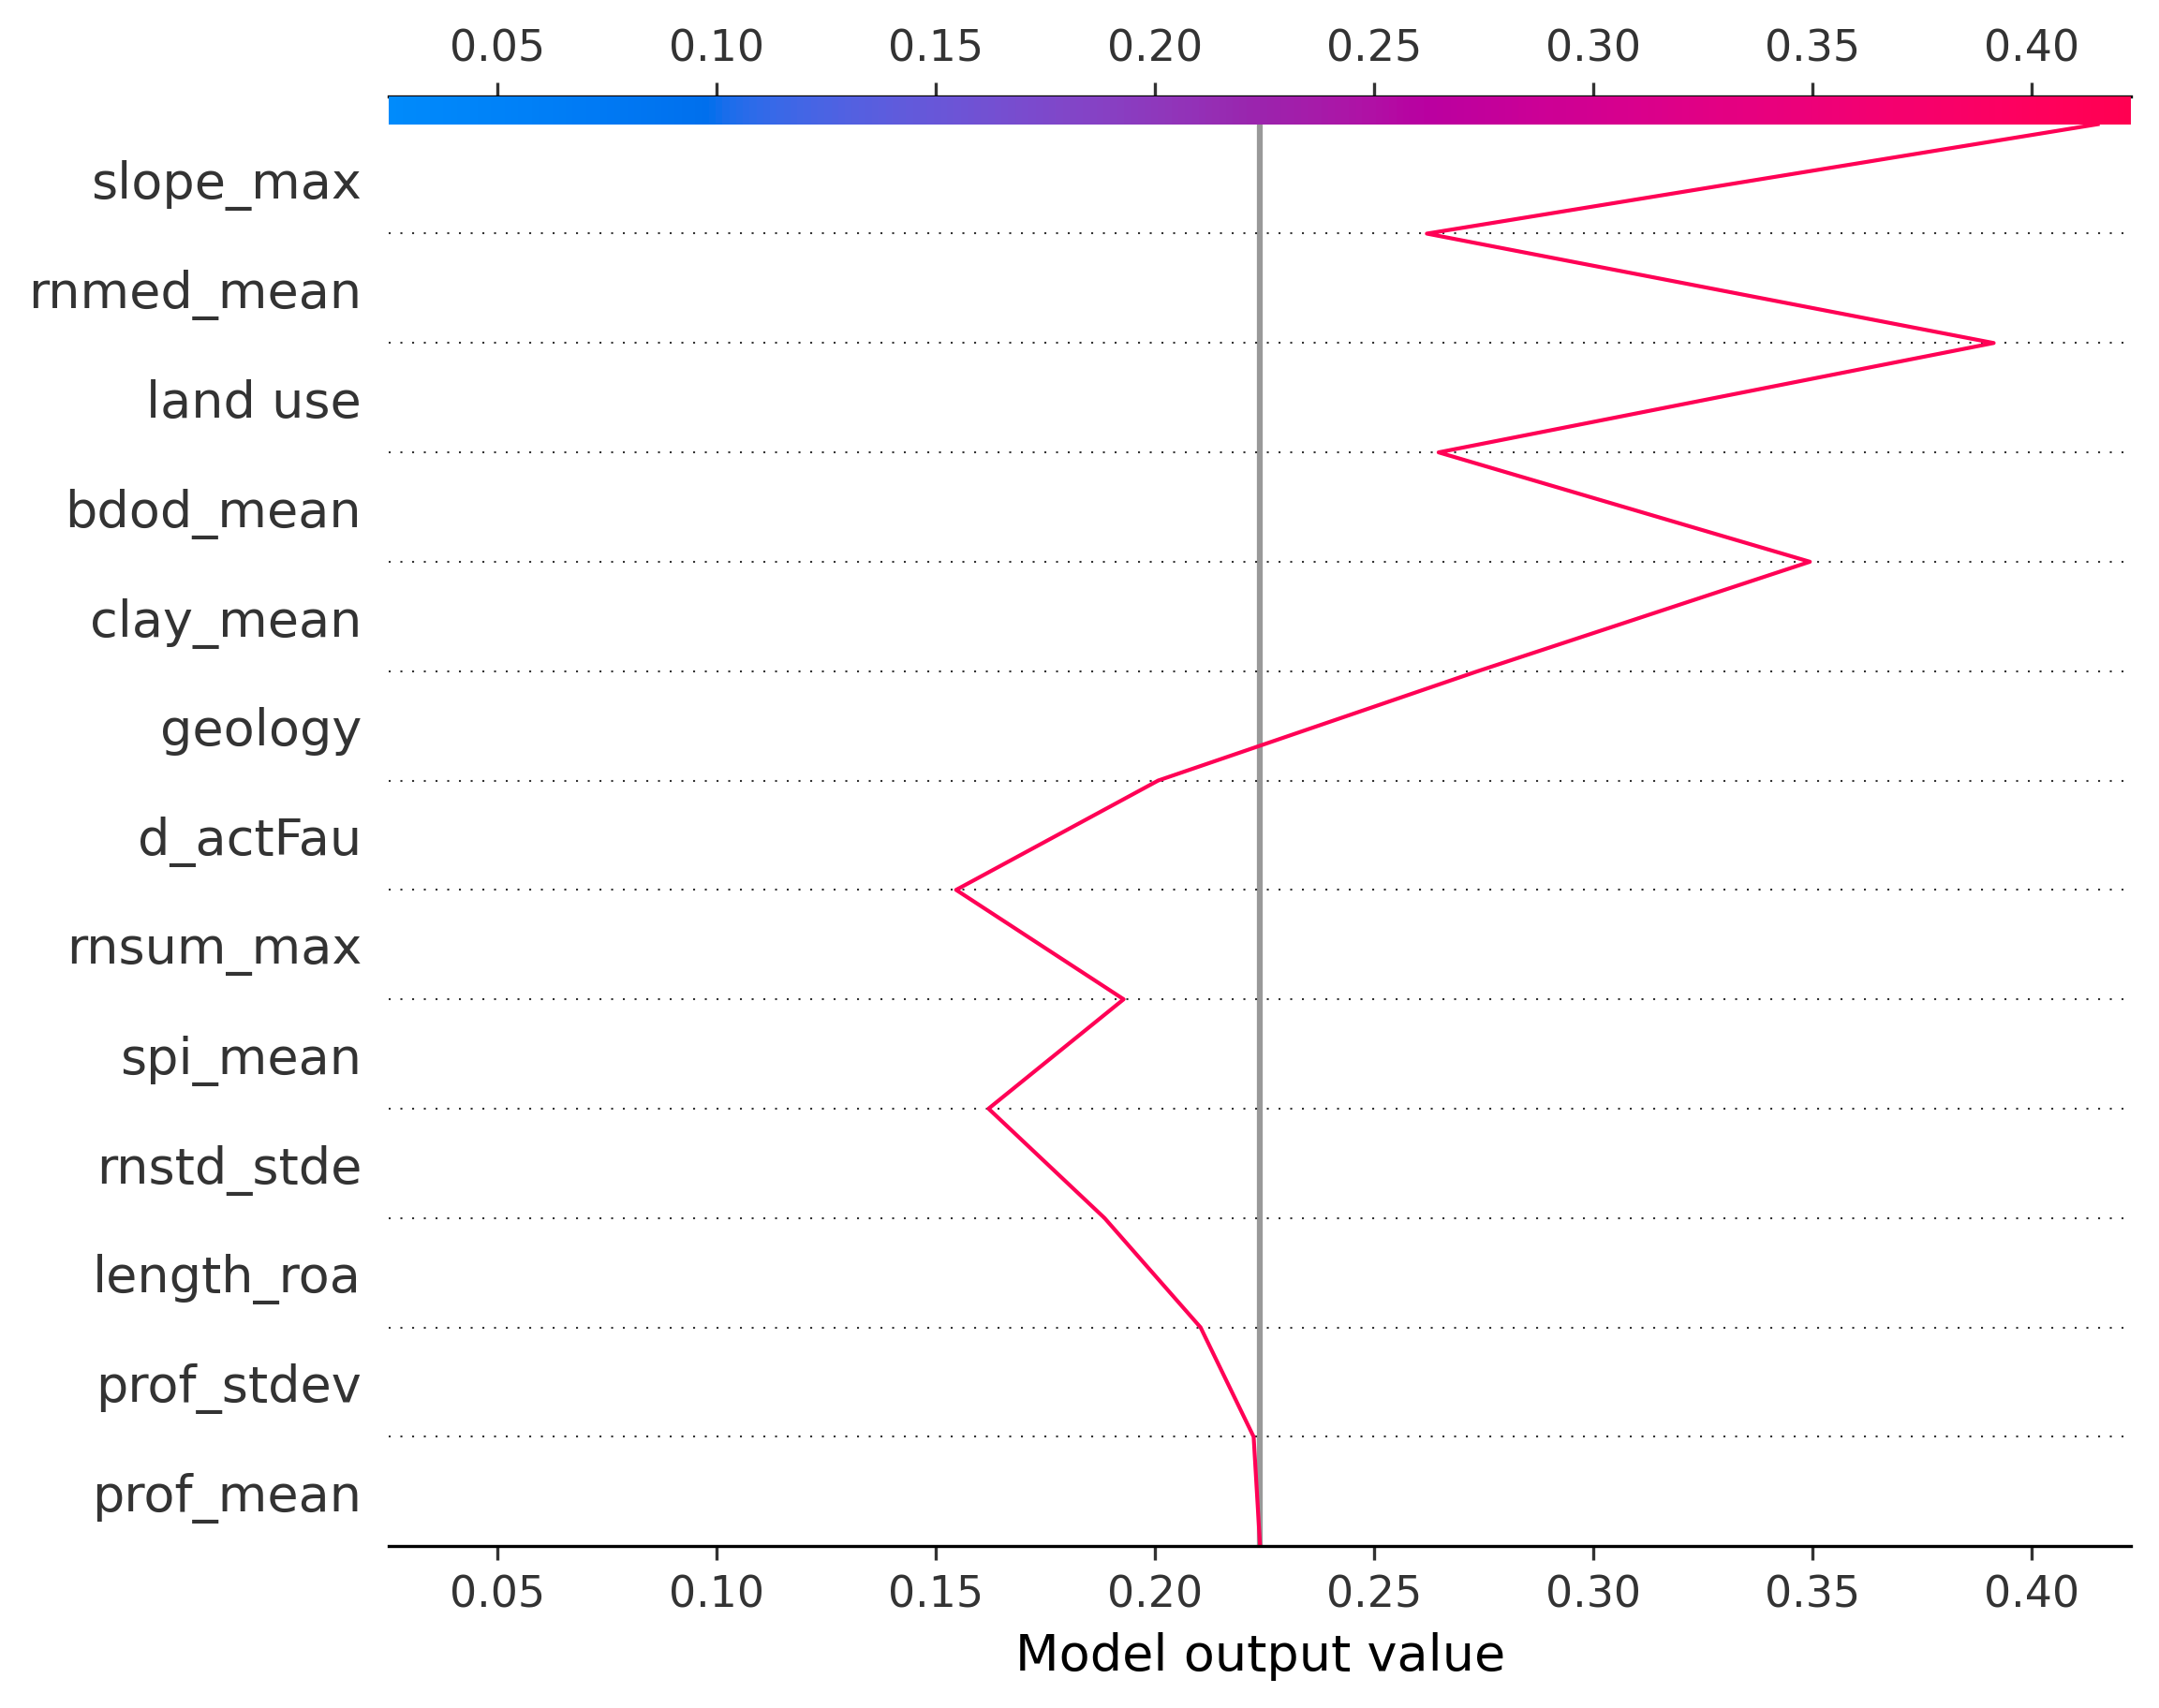 0.05 0.10 0.15 0.20 0.25 0.30 0.35 0.40
slope_max
rnmed_mean
land use
bdod_mean
clay_mean
geology
d_actFau
rnsum_max
spi_mean
rnstd_stde
length_roa
prof_stdev
prof_mean
0.05 0.10 0.15 0.20 0.25 0.30 0.35 0.40
Model output value